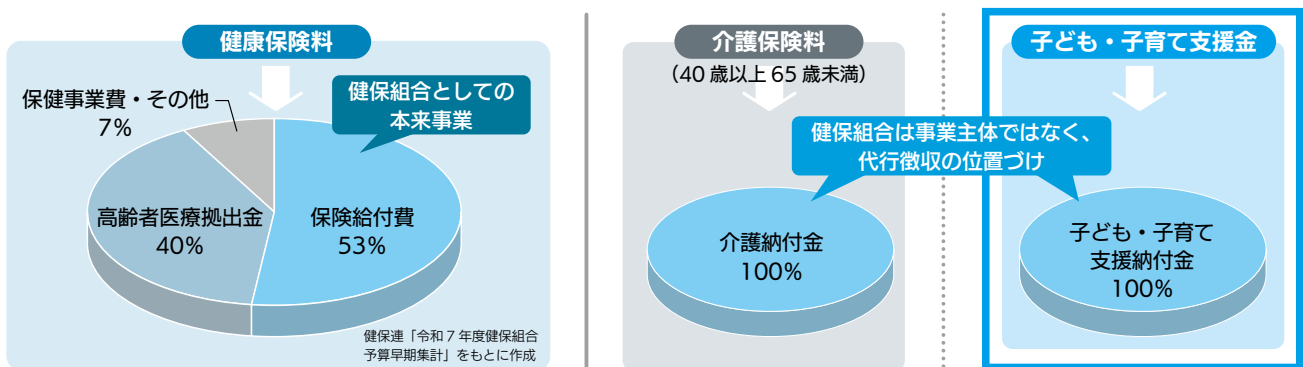 健康保険料
保健事業費・その他
7%
健保組合としての
本来事業
高齢者医療拠出金
40%
保険給付費
53%
健保連「令和7年度健保組合
予算早期集計」をもとに作成
介護保険料
（40歳以上65歳未満）
健保組合は事業主体ではなく、
代行徴収の位置づけ
介護納付金
100%
子ども・子育て支援金
子ども・子育て
支援納付金
100%